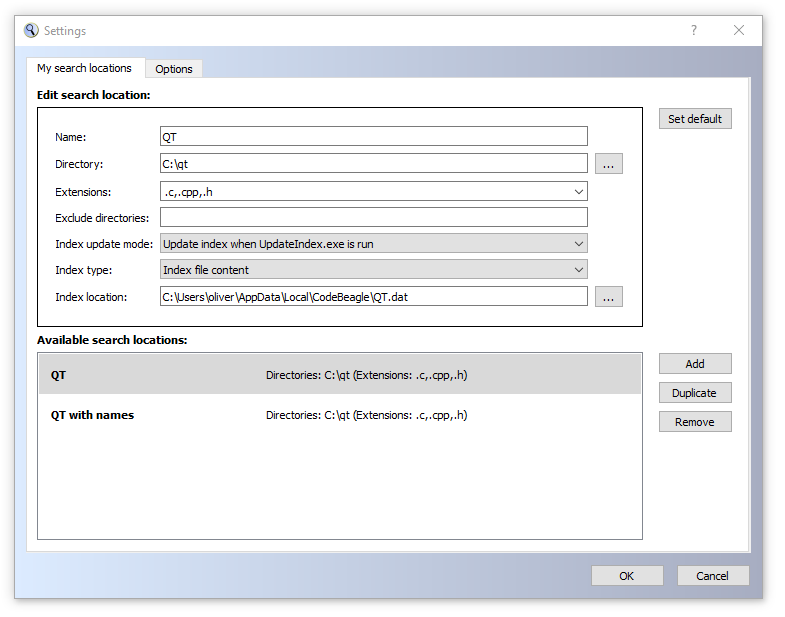 Settings
?
My search locations Options
Edit search location:
Set default
Name: QT
Directory: C:\qt ...
Extensions: .c,.cpp,.h
Exclude directories:
Index update mode: Update index when UpdateIndex.exe is run
Index type: Index file content
Index location: C:\Users\oliver\AppData\Local\CodeBeagle\QT.dat ...
Available search locations:
Add
QT Directories: C:\qt (Extensions: .c,.cpp,.h)
Duplicate
QT with names Directories: C:\qt (Extensions: .c,.cpp,.h)
Remove
OK Cancel